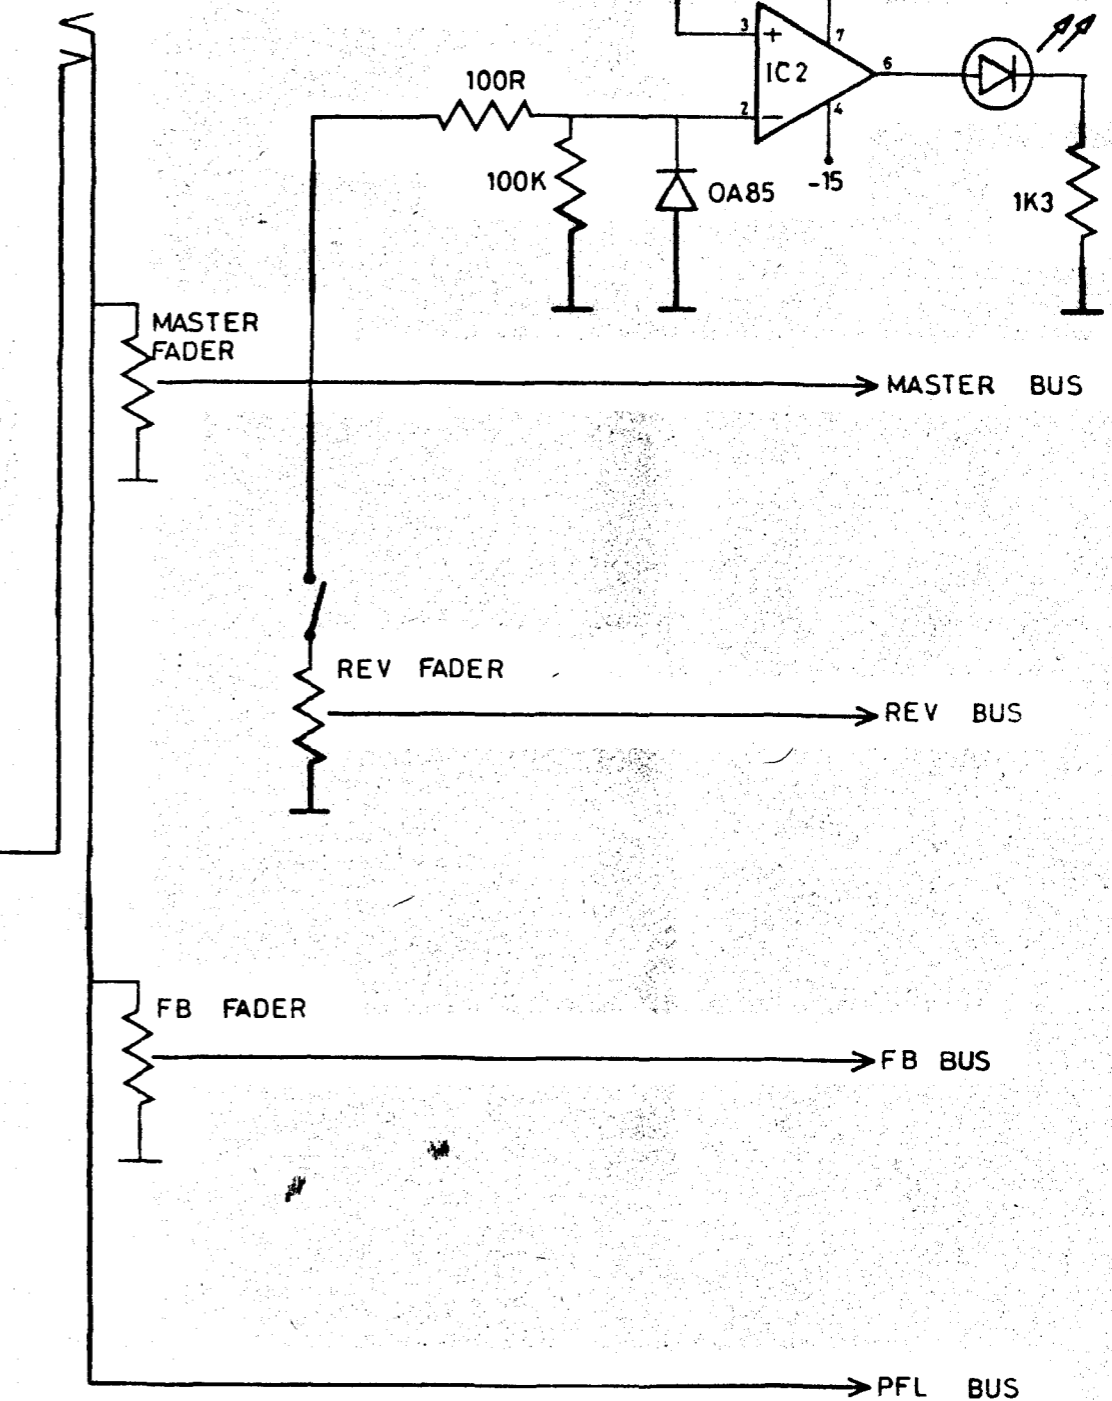 3
+
7
IC2
6
100R
2
−
4
100K
OA85
-15
1K3
MASTER
FADER
MASTER BUS
REV FADER
REV BUS
FB FADER
FB BUS
PFL BUS